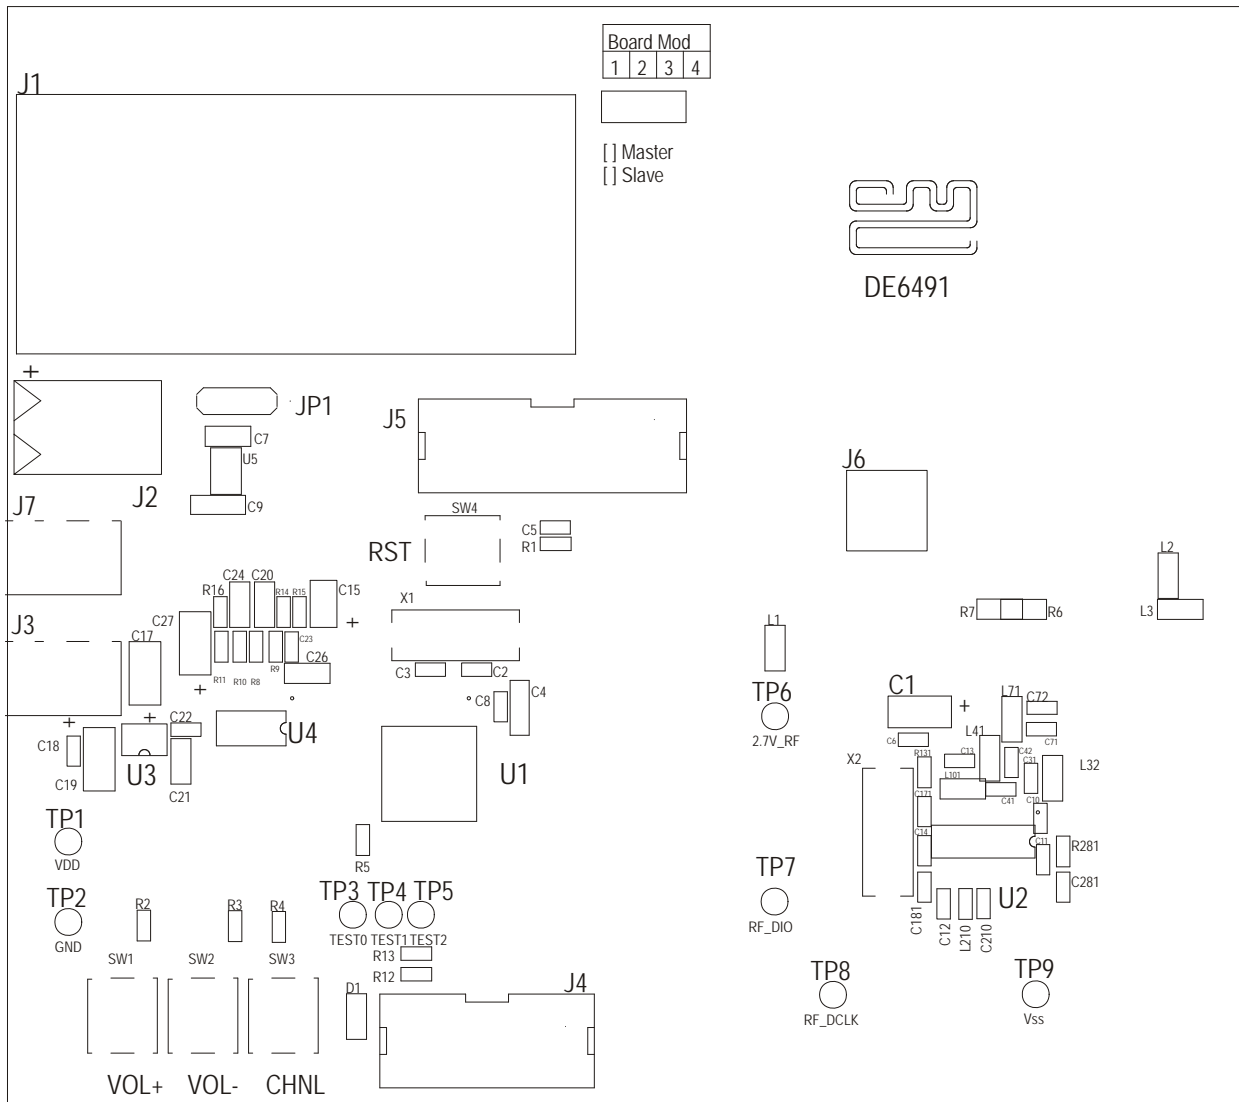 Board Mod
1 2 3 4
J1
[ ] Master
[ ] Slave
DE6491
+
JP1
J5
C7
U5
J2
C9
J6
J7
SW4
C5
R1
RST
L2
C24 C20
R16 R14 R15 C15
X1
C27
+
R7 R6
L3
J3
C17
L1
C23
C26
R11 R10 R8 R9
C3 C2
+
TP6
2.7V_RF
C1
+
L71 C72
C8 C4
+ +
C22
U4
C18
C6
L41
C71
C19 U3
C21
U1
X2
R131 C13 C42
C31 L32
L101
C171 C41
C10
TP1
VDD
C14 C11
R281
R5
TP7
RF_DIO
TP2
GND
TP3 TP4 TP5
C281
R2 R3 R4
U2
C181 C12 L210 C210
TEST0 TEST1 TEST2
R13
SW1 SW2 SW3
R12
TP8
RF_DCLK
TP9
Vss
D1
J4
VOL+ VOL- CHNL